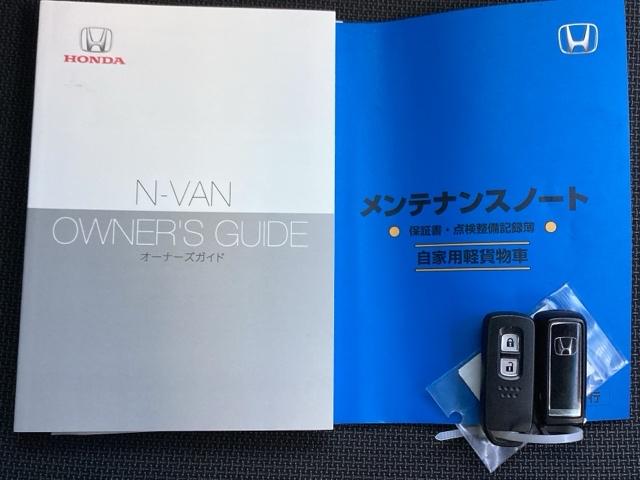 HONDA
N-VAN
OWNER'S GUIDE
オーナーズガイド
メンテナンスノート
保証書・点検整備記録簿
自家用軽貨物車
行